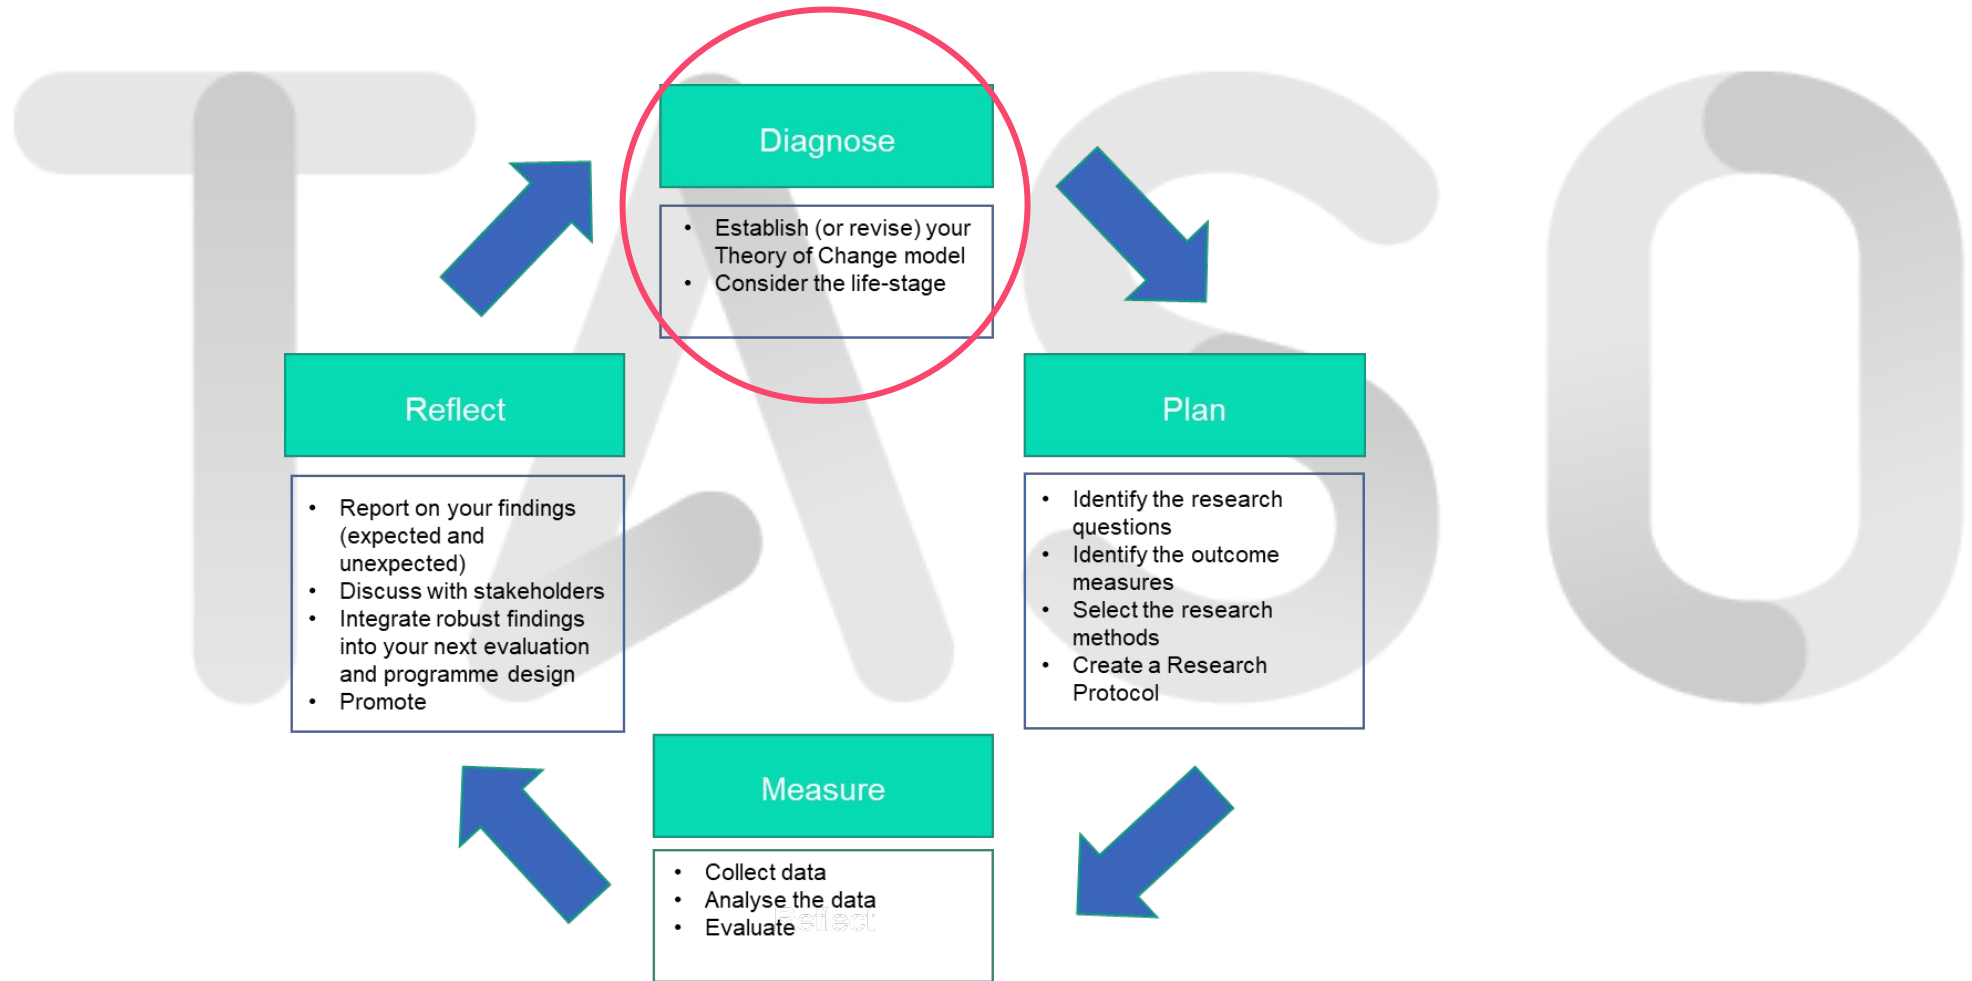 TASO
Diagnose
• Establish (or revise) your
Theory of Change model
• Consider the life-stage
Plan
• Identify the research
questions
• Identify the outcome
measures
• Select the research
methods
• Create a Research
Protocol
Measure
• Collect data
• Analyse the data
• Evaluate
Reflect
Reflect
• Report on your findings
(expected and
unexpected)
• Discuss with stakeholders
• Integrate robust findings
into your next evaluation
and programme design
• Promote